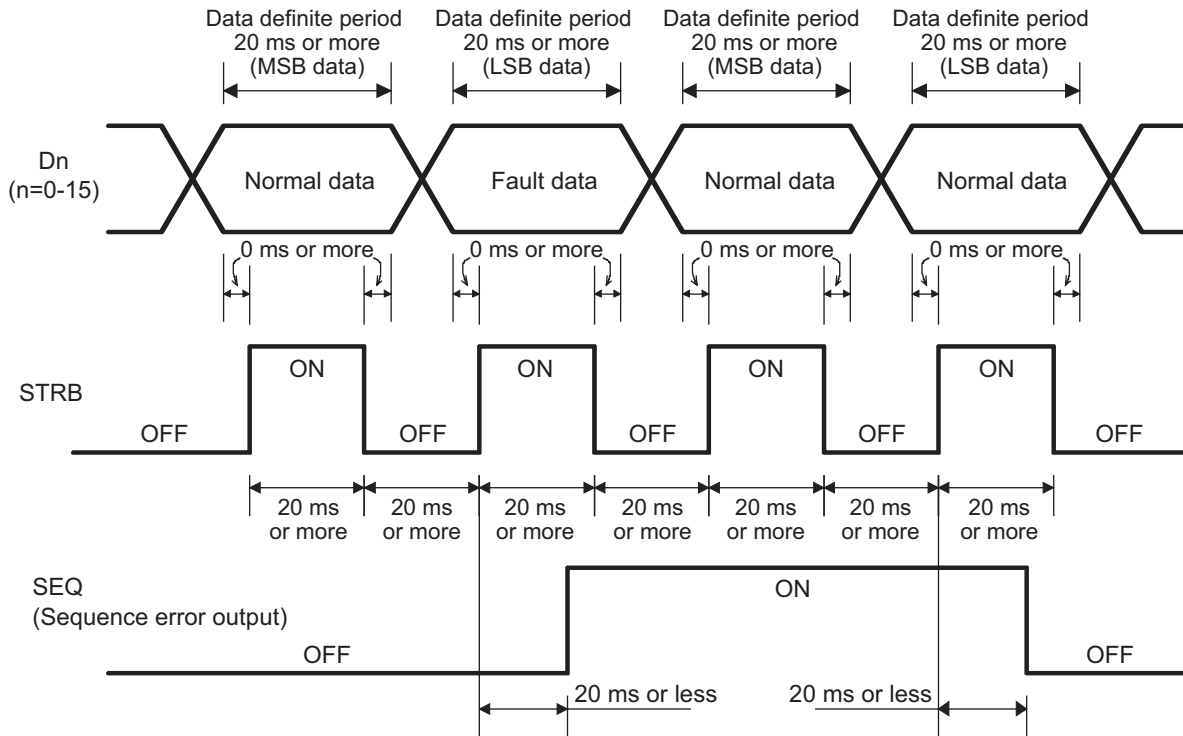 Data definite period
20 ms or more
(MSB data)
Data definite period
20 ms or more
(LSB data)
Data definite period
20 ms or more
(MSB data)
Data definite period
20 ms or more
(LSB data)
Dn
(n=0-15)
Normal data
Fault data
Normal data
Normal data
0 ms or more
0 ms or more
0 ms or more
0 ms or more
STRB
OFF
ON
OFF
ON
OFF
ON
OFF
ON
OFF
20 ms
or more
20 ms
or more
20 ms
or more
20 ms
or more
20 ms
or more
20 ms
or more
20 ms
or more
SEQ
(Sequence error output)
OFF
ON
OFF
20 ms or less
20 ms or less